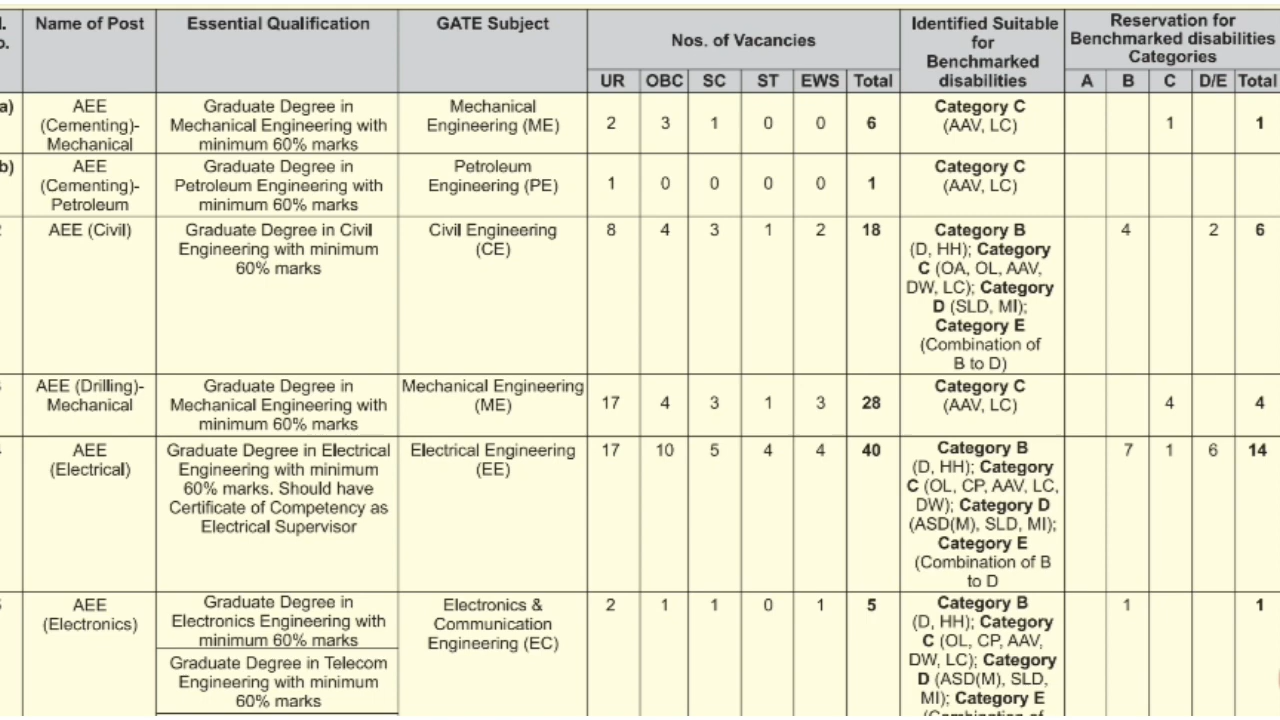 l. Name of Post Essential Qualification GATE Subject Nos. of Vacancies Identified Suitable for Benchmarked disabilities Reservation for Benchmarked disabilities Categories
o.
UR OBC SC ST EWS Total A B C D/E Total
a) AEE (Cementing)- Mechanical
Graduate Degree in
Mechanical Engineering with
minimum 60% marks
Mechanical
Engineering (ME)
2 3 1 0 0 6
Category C
(AAV, LC)
1 1
b) AEE (Cementing)- Petroleum
Graduate Degree in
Petroleum Engineering with
minimum 60% marks
Petroleum
Engineering (PE)
1 0 0 0 0 1
Category C
(AAV, LC)
AEE (Civil)
Graduate Degree in Civil
Engineering with minimum
60% marks
Civil Engineering
(CE)
8 4 3 1 2 18
Category B
(D, HH); Category
C (OA, OL, AAV,
DW, LC); Category
D (SLD, MI);
Category E
(Combination of
B to D)
4 2 6
AEE (Drilling)-
Mechanical
Graduate Degree in
Mechanical Engineering with
minimum 60% marks
Mechanical Engineering
(ME)
17 4 3 1 3 28
Category C
(AAV, LC)
4 4
AEE
(Electrical)
Graduate Degree in Electrical
Engineering with minimum
60% marks. Should have
Certificate of Competency as
Electrical Supervisor
Electrical Engineering
(EE)
17 10 5 4 4 40
Category B
(D, HH); Category
C (OL, CP, AAV, LC,
DW); Category D
(ASD(M), SLD, MI);
Category E
(Combination of B
to D
7 1 6 14
AEE
(Electronics)
Graduate Degree in
Electronics Engineering with
minimum 60% marks
Graduate Degree in Telecom
Engineering with minimum
60% marks
Electronics &
Communication
Engineering (EC)
2 1 1 0 1 5
Category B
(D, HH); Category
C (OL, CP, AAV,
DW, LC); Category
D (ASD(M), SLD,
MI); Category E
(Combination of
1 1